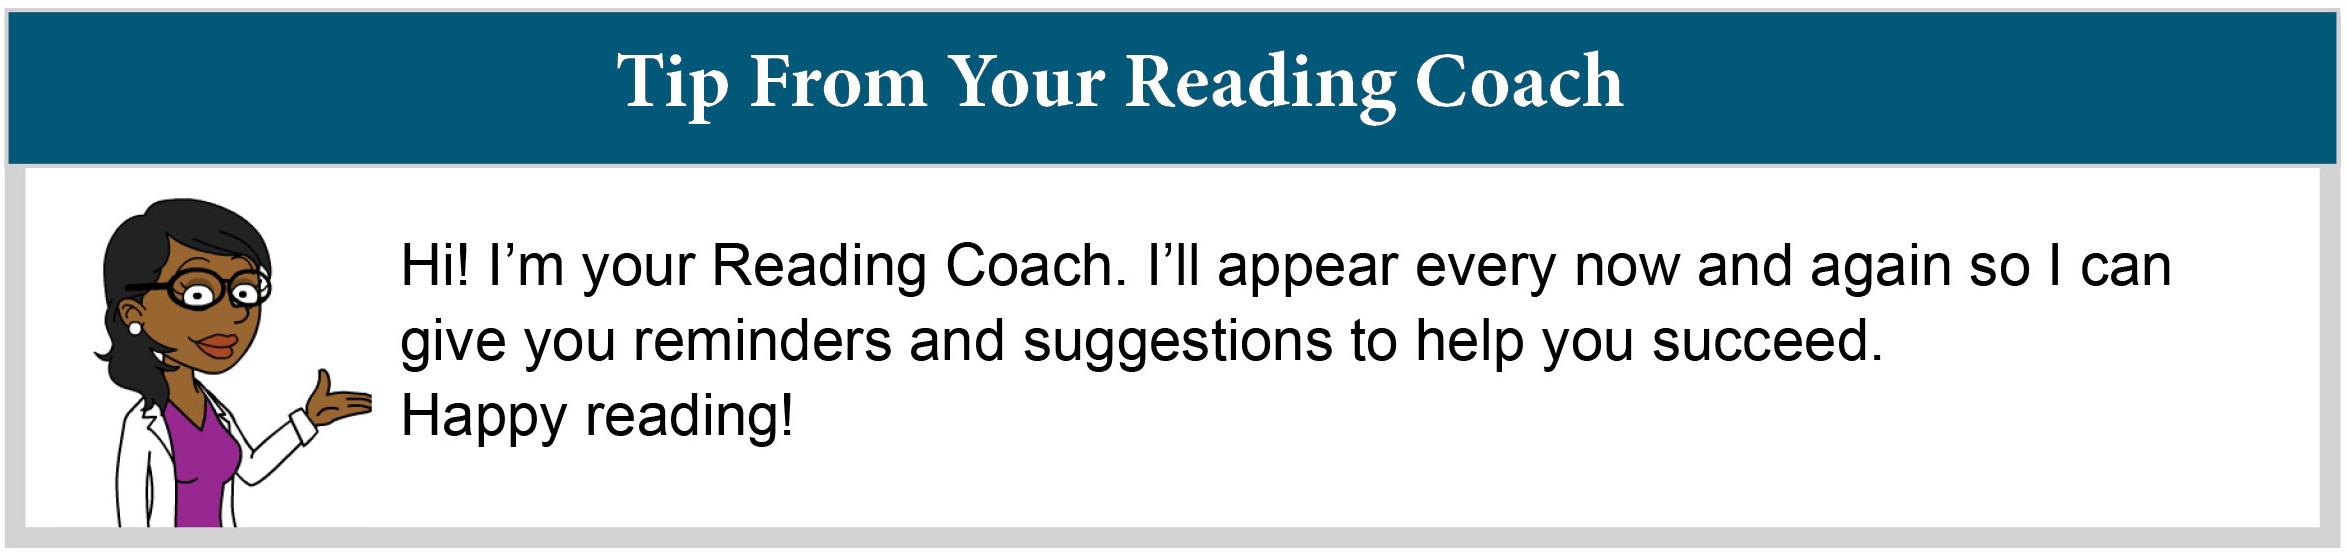 Tip From Your Reading Coach
Hi! I’m your Reading Coach. I’ll appear every now and again so I can
give you reminders and suggestions to help you succeed.
Happy reading!